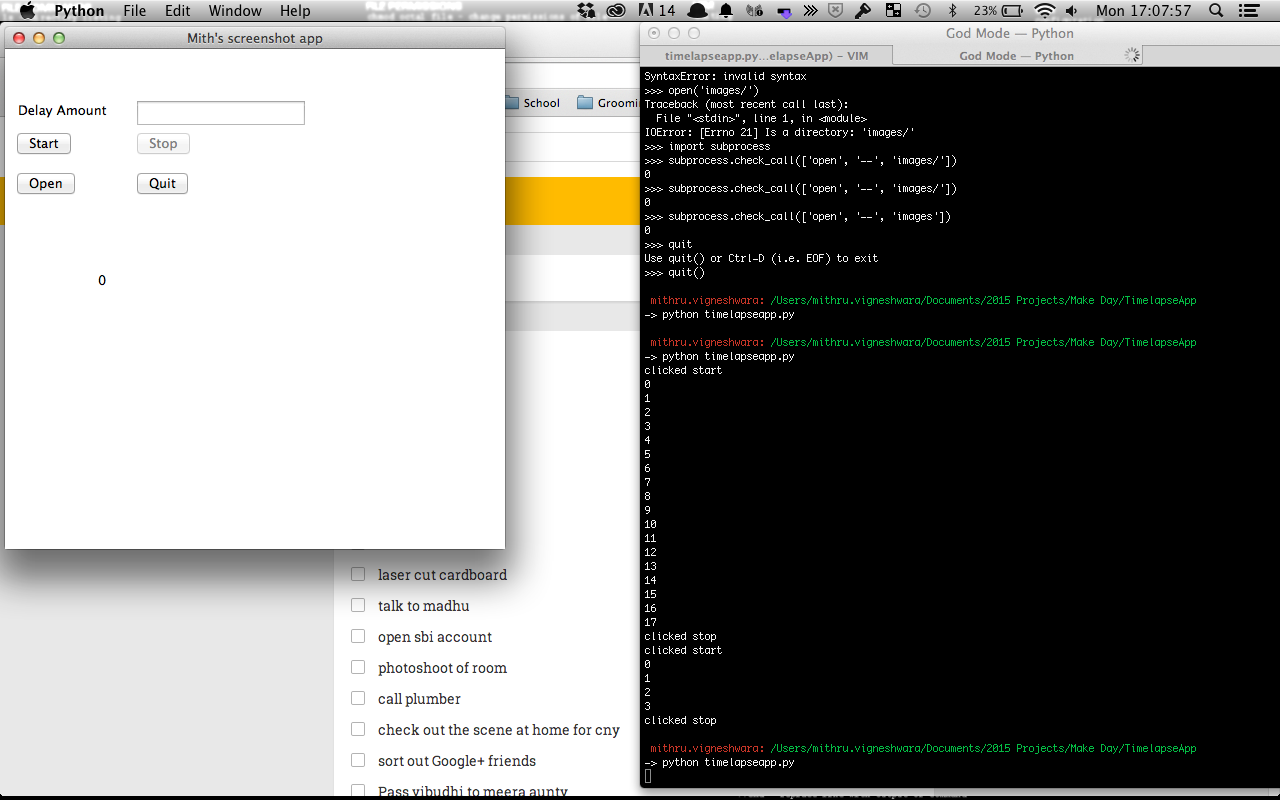 Python File Edit Window Help 14 23% Mon 17:07:57
Mith's screenshot app
Delay Amount
Start Stop
Open Quit
0
School Groomin
laser cut cardboard
talk to madhu
open sbi account
photoshoot of room
call plumber
check out the scene at home for cny
sort out Google+ friends
Pass vibudhi to meera aunty
God Mode — Python
timelapseapp.py...elapseApp) – VIM God Mode — Python
SyntaxError: invalid syntax
>>> open('images/')
Traceback (most recent call last):
File "<stdin>", line 1, in <module>
IOError: [Errno 21] Is a directory: 'images/'
>>> import subprocess
>>> subprocess.check_call(['open', '--', 'images/'])
0
>>> subprocess.check_call(['open', '--', 'images/'])
0
>>> subprocess.check_call(['open', '--', 'images'])
0
>>> quit
Use quit() or Ctrl-D (i.e. EOF) to exit
>>> quit()
mithru.vigneshwara: /Users/mithru.vigneshwara/Documents/2015 Projects/Make Day/TimelapseApp
-> python timelapseapp.py
mithru.vigneshwara: /Users/mithru.vigneshwara/Documents/2015 Projects/Make Day/TimelapseApp
-> python timelapseapp.py
clicked start
0
1
2
3
4
5
6
7
8
9
10
11
12
13
14
15
16
17
clicked stop
clicked start
0
1
2
3
clicked stop
mithru.vigneshwara: /Users/mithru.vigneshwara/Documents/2015 Projects/Make Day/TimelapseApp
-> python timelapseapp.py